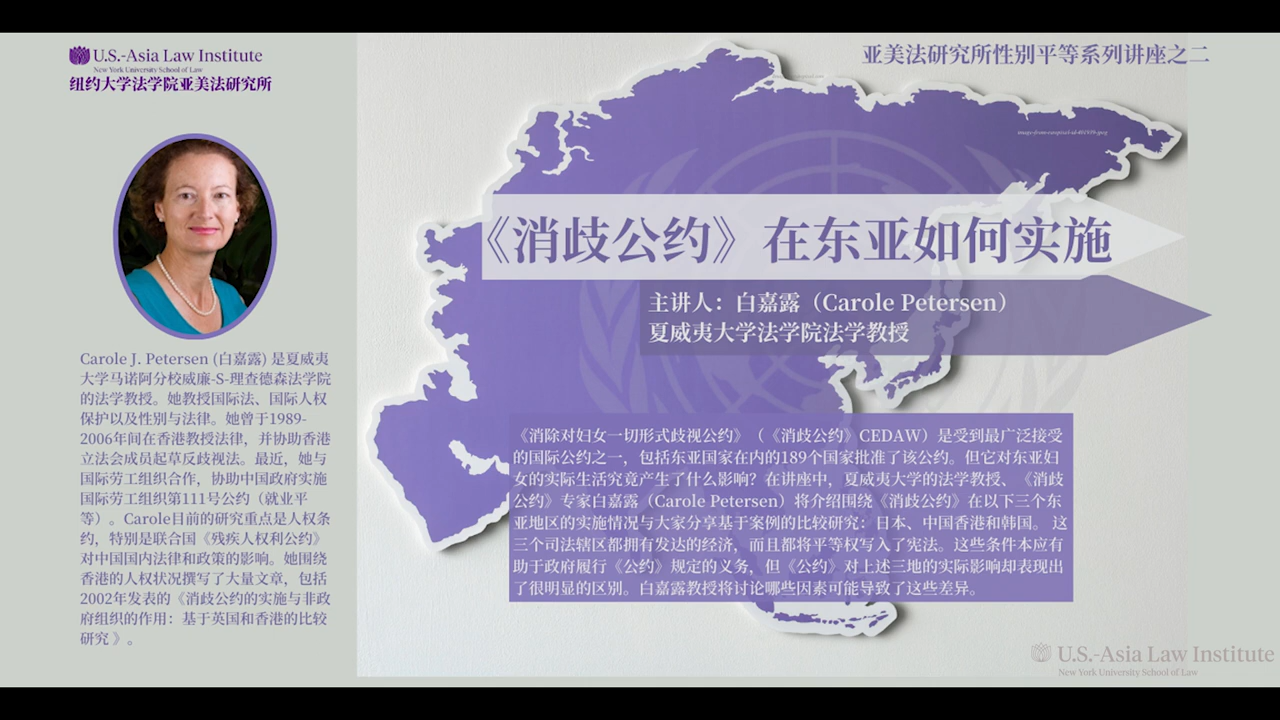 U.S.-Asia Law Institute
New York University School of Law
纽约大学法学院亚美法研究所
Carole J. Petersen (白嘉露) 是夏威夷
大学马诺阿分校威廉-S-理查德森法学院
的法学教授。她教授国际法、国际人权
保护以及性别与法律。她曾于1989-
2006年间在香港教授法律，并协助香港
立法会成员起草反歧视法。最近，她与
国际劳工组织合作，协助中国政府实施
国际劳工组织第111号公约（就业平
等）。Carole目前的研究重点是人权条
约，特别是联合国《残疾人权利公约》
对中国国内法律和政策的影响。她围绕
香港的人权状况撰写了大量文章，包括
2002年发表的《消歧公约的实施与非政
府组织的作用：基于英国和香港的比较
研究 》。
亚美法研究所性别平等系列讲座之二
《消歧公约》在东亚如何实施
主讲人：白嘉露（Carole Petersen）
夏威夷大学法学院法学教授
《消除对妇女一切形式歧视公约》（《消歧公约》CEDAW）是受到最广泛接受
的国际公约之一，包括东亚国家在内的189个国家批准了该公约。但它对东亚妇
女的实际生活究竟产生了什么影响？在讲座中，夏威夷大学的法学教授、《消歧
公约》专家白嘉露（Carole Petersen）将介绍围绕《消歧公约》在以下三个东
亚地区的实施情况与大家分享基于案例的比较研究：日本、中国香港和韩国。 这
三个司法辖区都拥有发达的经济，而且都将平等权写入了宪法。这些条件本应有
助于政府履行《公约》规定的义务，但《公约》对上述三地的实际影响却表现出
了很明显的区别。白嘉露教授将讨论哪些因素可能导致了这些差异。
U.S.-Asia Law Institute
New York University School of Law